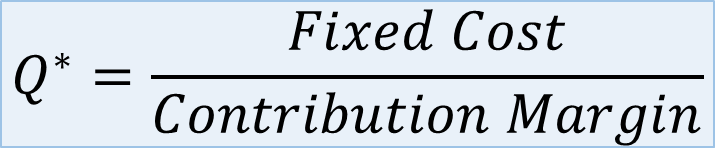 Q* = Fixed Cost / Contribution Margin